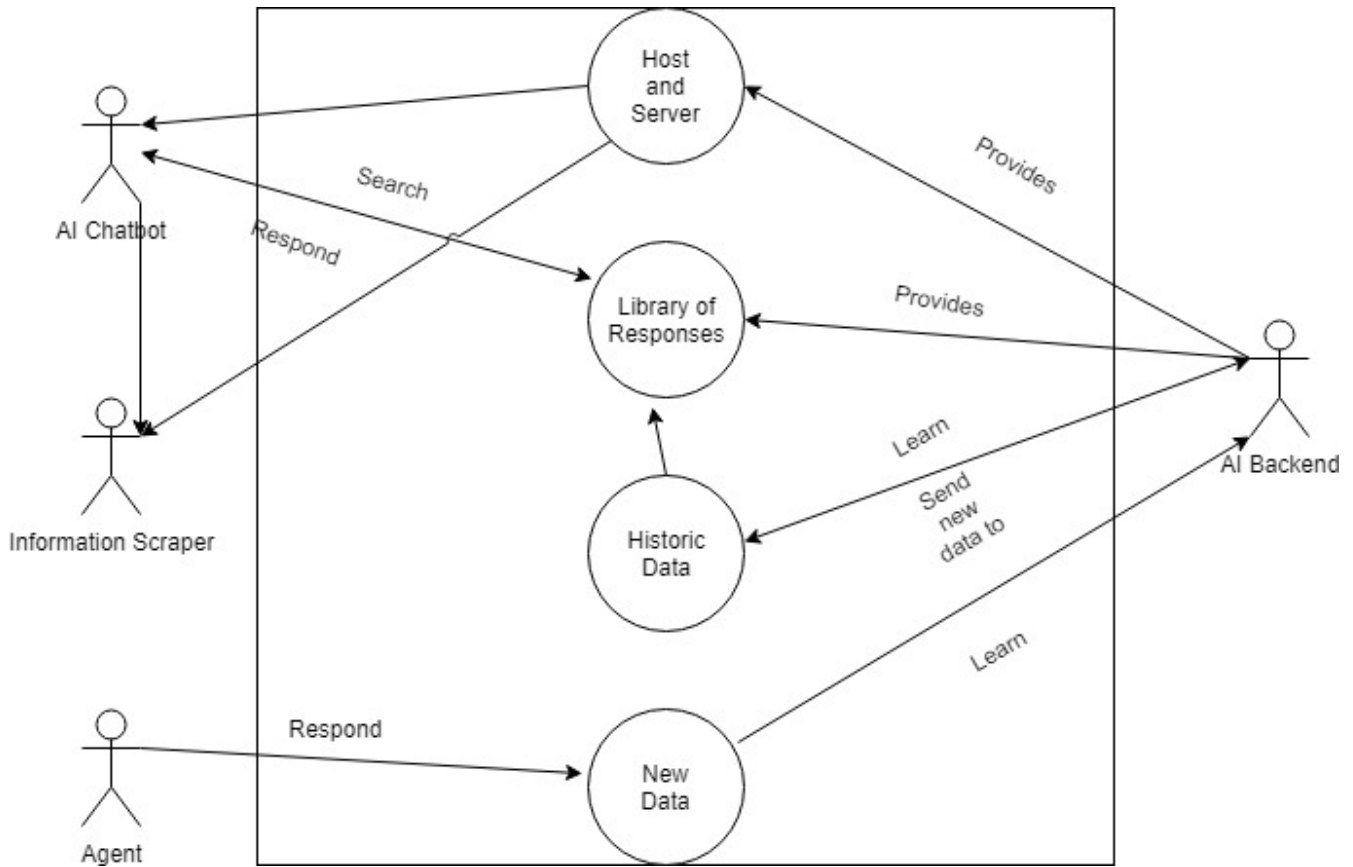 Host
and
Server
Provides
Search
AI Chatbot
Respond
Library of
Responses
Provides
AI Backend
Learn
Send
new
data to
Information Scraper
Historic
Data
Learn
Respond
New
Data
Agent